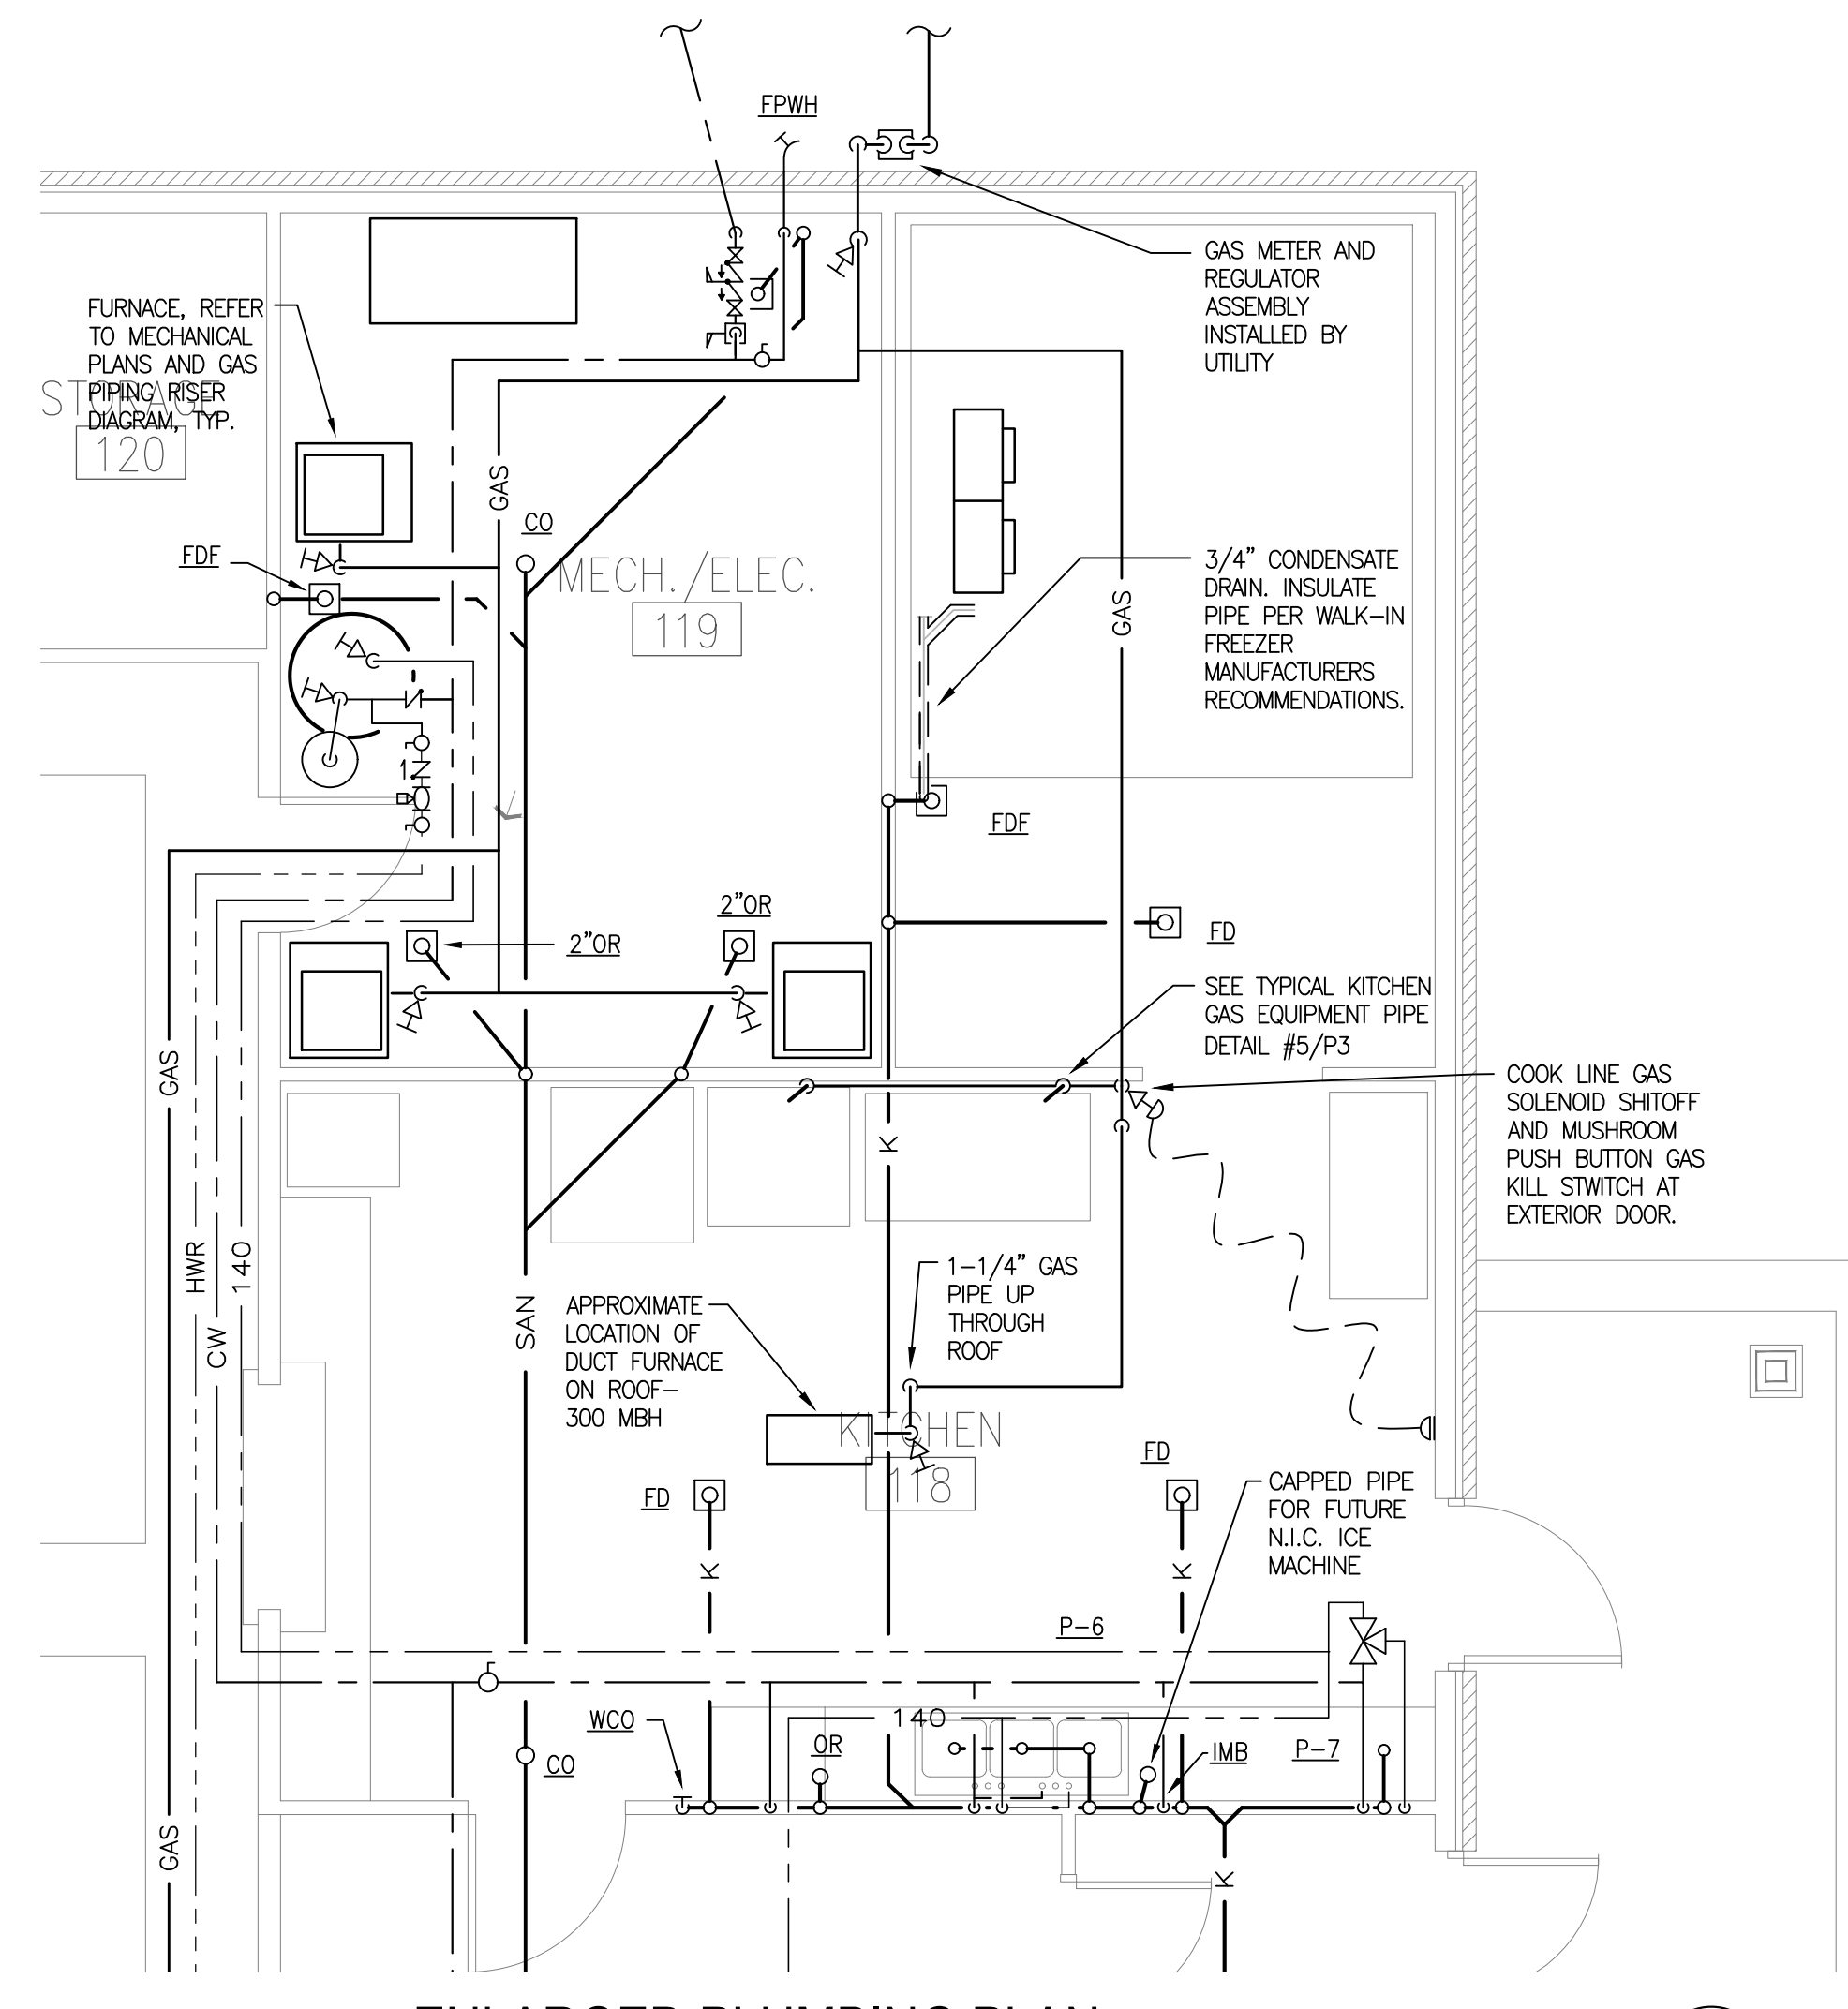 FPWH
GAS METER AND
REGULATOR
ASSEMBLY
INSTALLED BY
UTILITY
FURNACE, REFER
TO MECHANICAL
PLANS AND GAS
PIPING RISER
DIAGRAM, TYP.
STORAGE
120
GAS
CO
FDF
MECH./ELEC.
119
GAS
3/4" CONDENSATE
DRAIN. INSULATE
PIPE PER WALK-IN
FREEZER
MANUFACTURERS
RECOMMENDATIONS.
FDF
2"OR
2"OR
FD
SEE TYPICAL KITCHEN
GAS EQUIPMENT PIPE
DETAIL #5/P3
GAS
COOK LINE GAS
SOLENOID SHITOFF
AND MUSHROOM
PUSH BUTTON GAS
KILL STWITCH AT
EXTERIOR DOOR.
K
HWR
140
CW
SAN
1-1/4" GAS
PIPE UP
THROUGH
ROOF
APPROXIMATE
LOCATION OF
DUCT FURNACE
ON ROOF-
300 MBH
KITCHEN
118
FD
FD
CAPPED PIPE
FOR FUTURE
N.I.C. ICE
MACHINE
K
K
P-6
WCO
140
OR
IMB
P-7
CO
GAS
K
ENLARGED PLUMBING PLAN